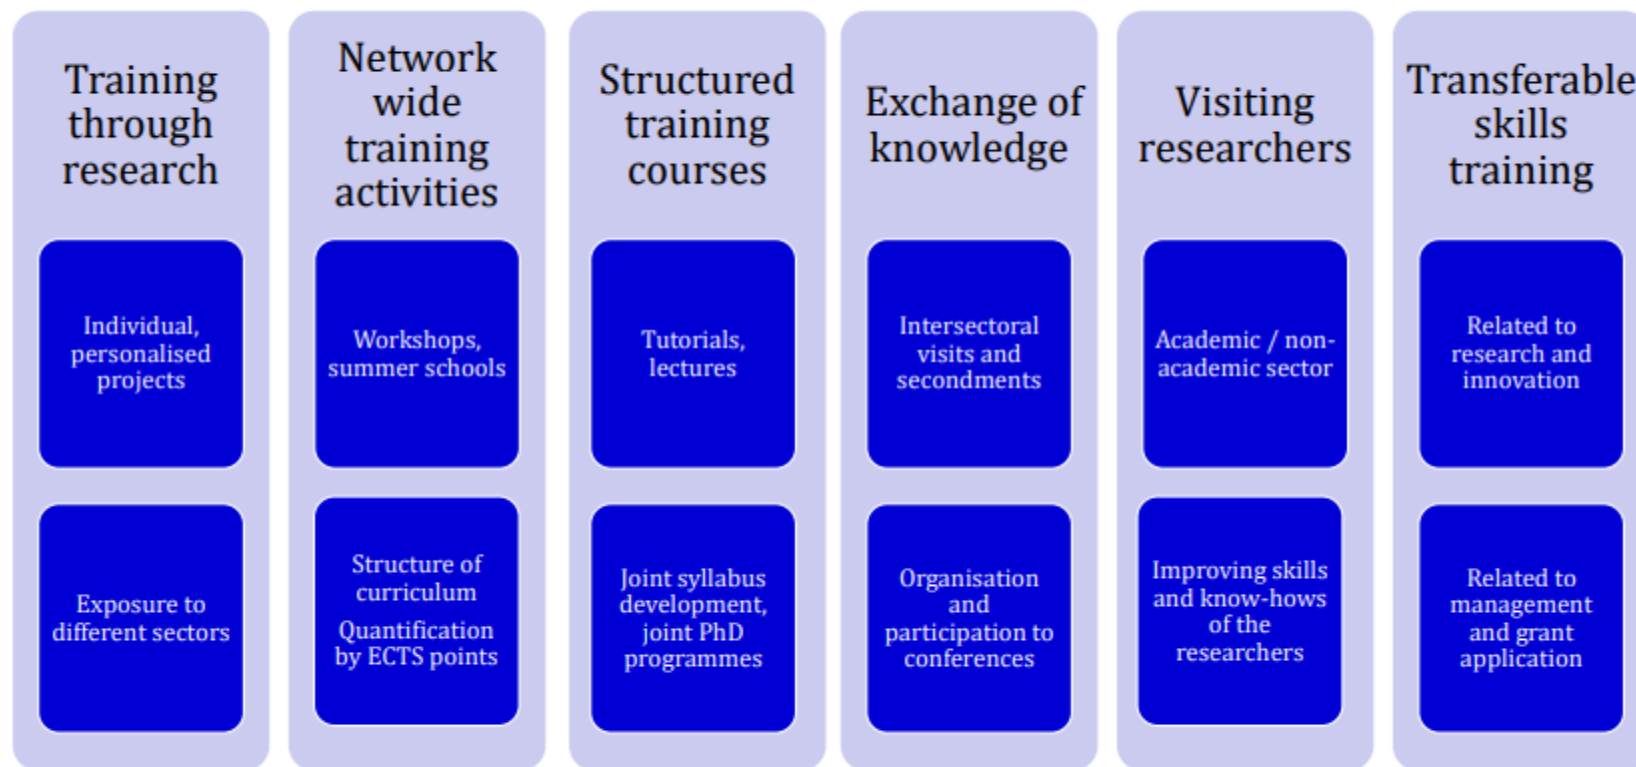 Training
through
research
Individual,
personalised
projects
Exposure to
different sectors
Network
wide
training
activities
Workshops,
summer schools
Structure of
curriculum
Quantification
by ECTS points
Structured
training
courses
Tutorials,
lectures
Joint syllabus
development,
joint PhD
programmes
Exchange of
knowledge
Intersectoral
visits and
secondments
Organisation
and
participation to
conferences
Visiting
researchers
Academic / non-
academic sector
Improving skills
and know-hows
of the
researchers
Transferable
skills
training
Related to
research and
innovation
Related to
management
and grant
application